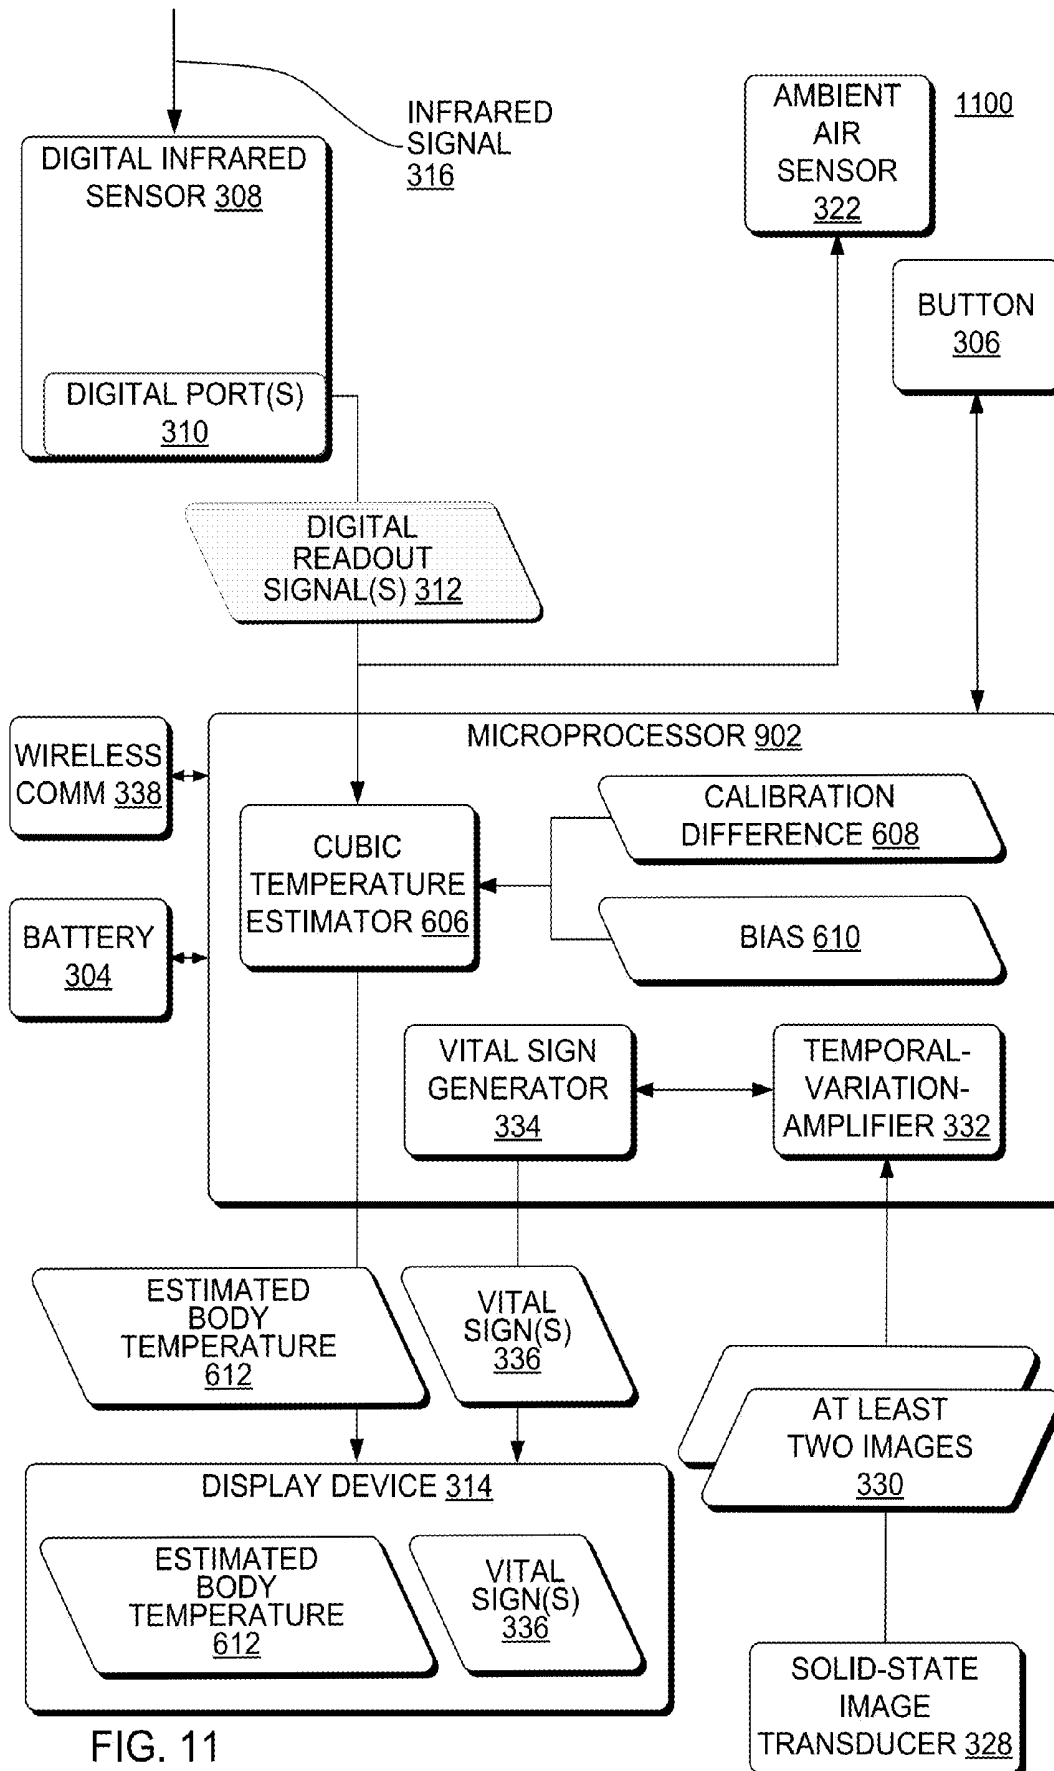 INFRARED
SIGNAL
316
AMBIENT
AIR
SENSOR
322
1100
DIGITAL INFRARED
SENSOR 308
BUTTON
306
DIGITAL PORT(S)
310
DIGITAL
READOUT
SIGNAL(S) 312
MICROPROCESSOR 902
WIRELESS
COMM 338
CALIBRATION
DIFFERENCE 608
CUBIC
TEMPERATURE
ESTIMATOR 606
BATTERY
304
BIAS 610
VITAL SIGN
GENERATOR
334
TEMPORAL-
VARIATION-
AMPLIFIER 332
ESTIMATED
BODY
TEMPERATURE
612
VITAL
SIGN(S)
336
AT LEAST
TWO IMAGES
330
DISPLAY DEVICE 314
ESTIMATED
BODY
TEMPERATURE
612
VITAL
SIGN(S)
336
SOLID-STATE
IMAGE
TRANSDUCER 328
FIG. 11